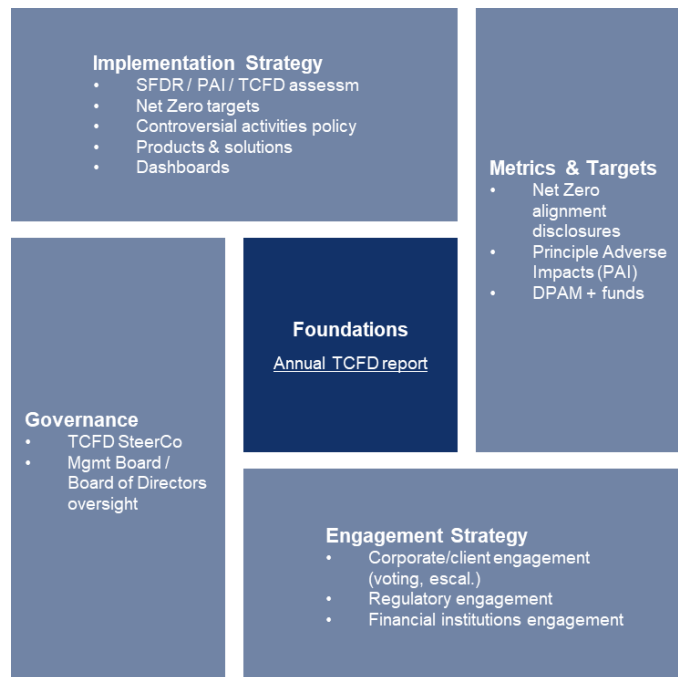 Implementation Strategy
• SFDR / PAI / TCFD assessm
• Net Zero targets
• Controversial activities policy
• Products & solutions
• Dashboards
Metrics & Targets
• Net Zero
alignment
disclosures
• Principle Adverse
Impacts (PAI)
• DPAM + funds
Foundations
Annual TCFD report
Governance
• TCFD SteerCo
• Mgmt Board /
Board of Directors
oversight
Engagement Strategy
• Corporate/client engagement
(voting, escal.)
• Regulatory engagement
• Financial institutions engagement